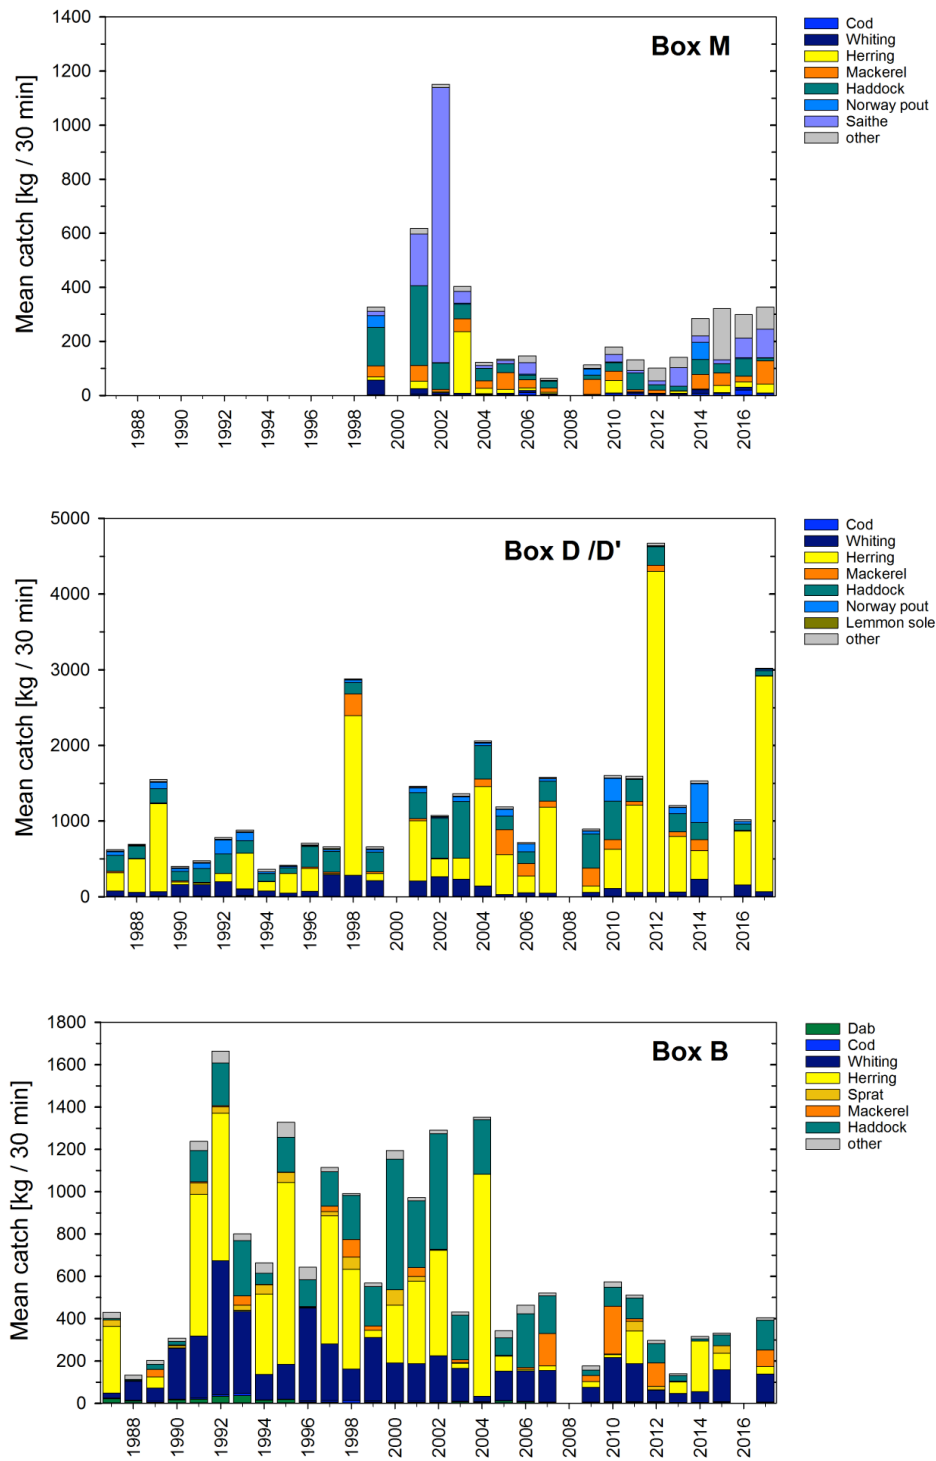 Box M
Mean catch [kg / 30 min]
1400
1200
1000
800
600
400
200
0
1988 1990 1992 1994 1996 1998 2000 2002 2004 2006 2008 2010 2012 2014 2016
Cod
Whiting
Herring
Mackerel
Haddock
Norway pout
Saithe
other
Box D /D'
Mean catch [kg / 30 min]
5000
4000
3000
2000
1000
0
1988 1990 1992 1994 1996 1998 2000 2002 2004 2006 2008 2010 2012 2014 2016
Cod
Whiting
Herring
Mackerel
Haddock
Norway pout
Lemmon sole
other
Box B
Mean catch [kg / 30 min]
1800
1600
1400
1200
1000
800
600
400
200
0
1988 1990 1992 1994 1996 1998 2000 2002 2004 2006 2008 2010 2012 2014 2016
Dab
Cod
Whiting
Herring
Sprat
Mackerel
Haddock
other